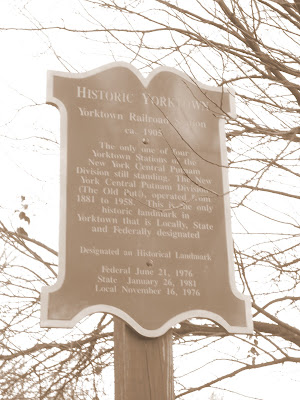 HISTORIC YORKTOWN
Yorktown Railroad
ca. 1905
The only one of four
Yorktown Stations of the
New York Central Putnam
Division still standing. The New
York Central Putnam Division
(The Old Put), operated from
1881 to 1958. This is the only
historic landmark in
Yorktown that is Locally, State
and Federally designated
Designated an Historical Landmark
Federal June 21, 1976
State January 26, 1981
Local November 16, 1976